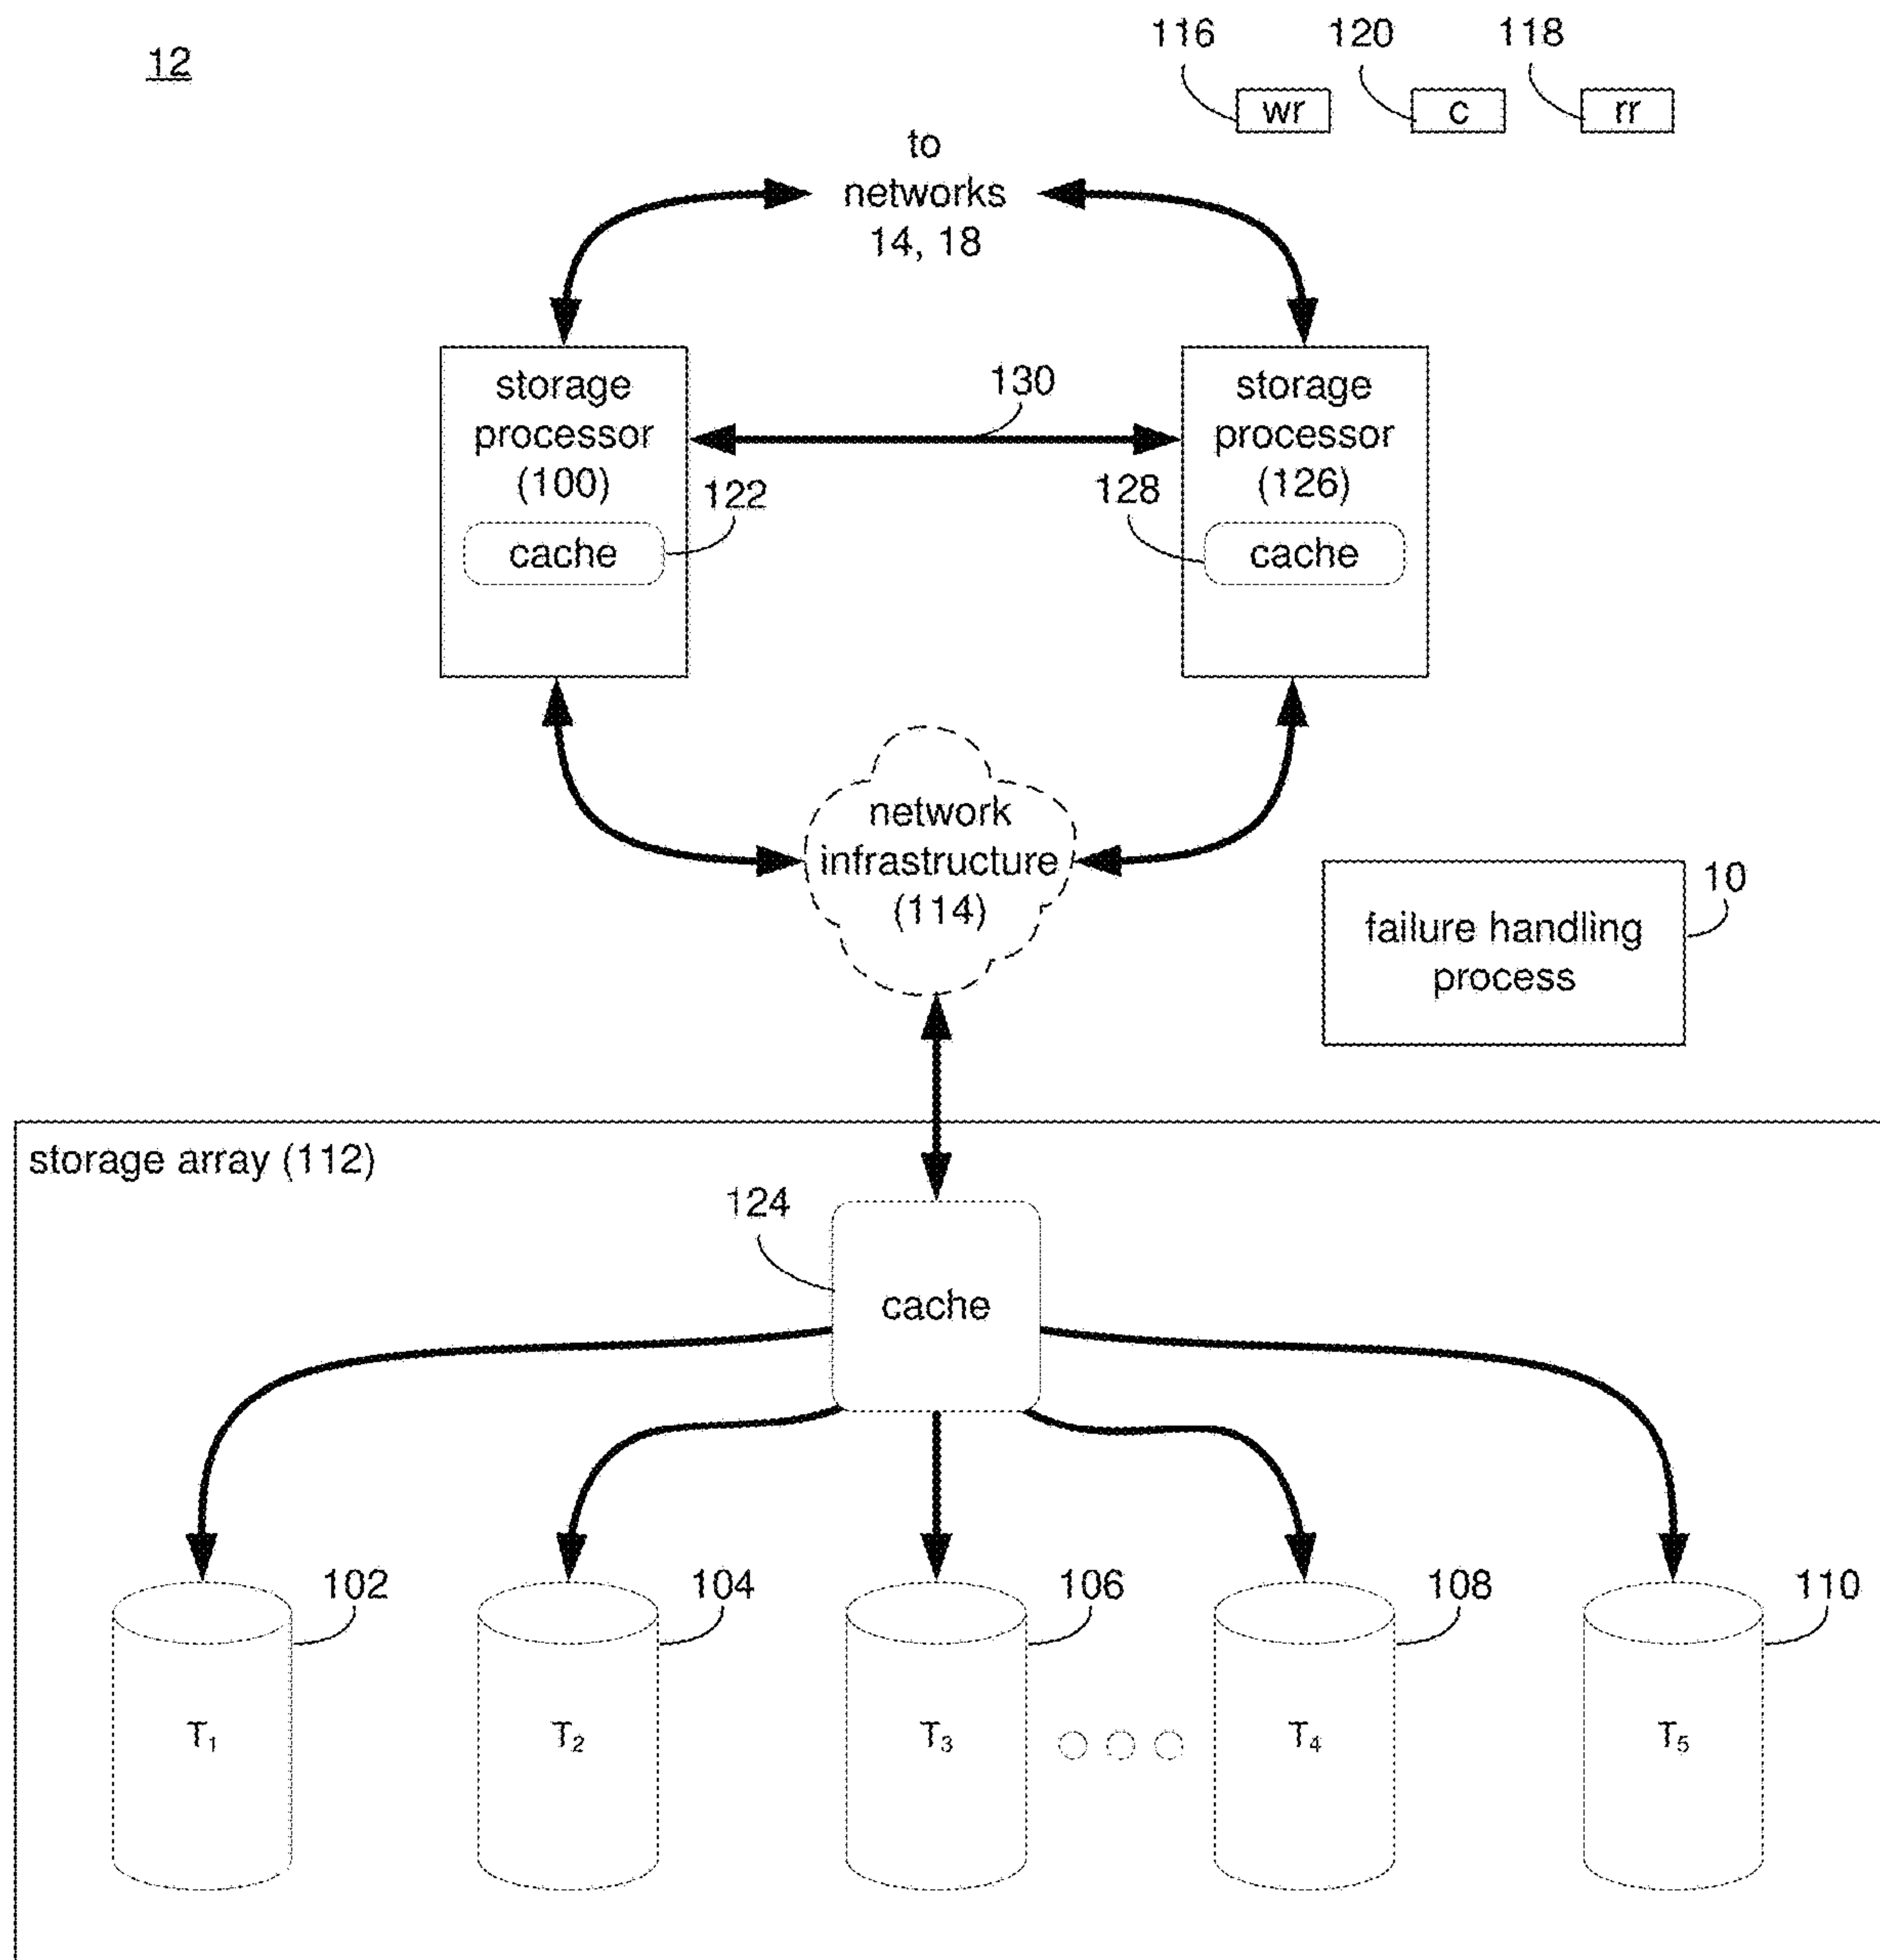 12
116
120
118
wr
c
rr
to
networks
14, 18
storage
processor
(100)
cache
122
130
storage
processor
(126)
cache
128
network
infrastructure
(114)
failure handling
process
10
storage array (112)
124
cache
102
104
106
108
110
T₁
T₂
T₃
T₄
T₅